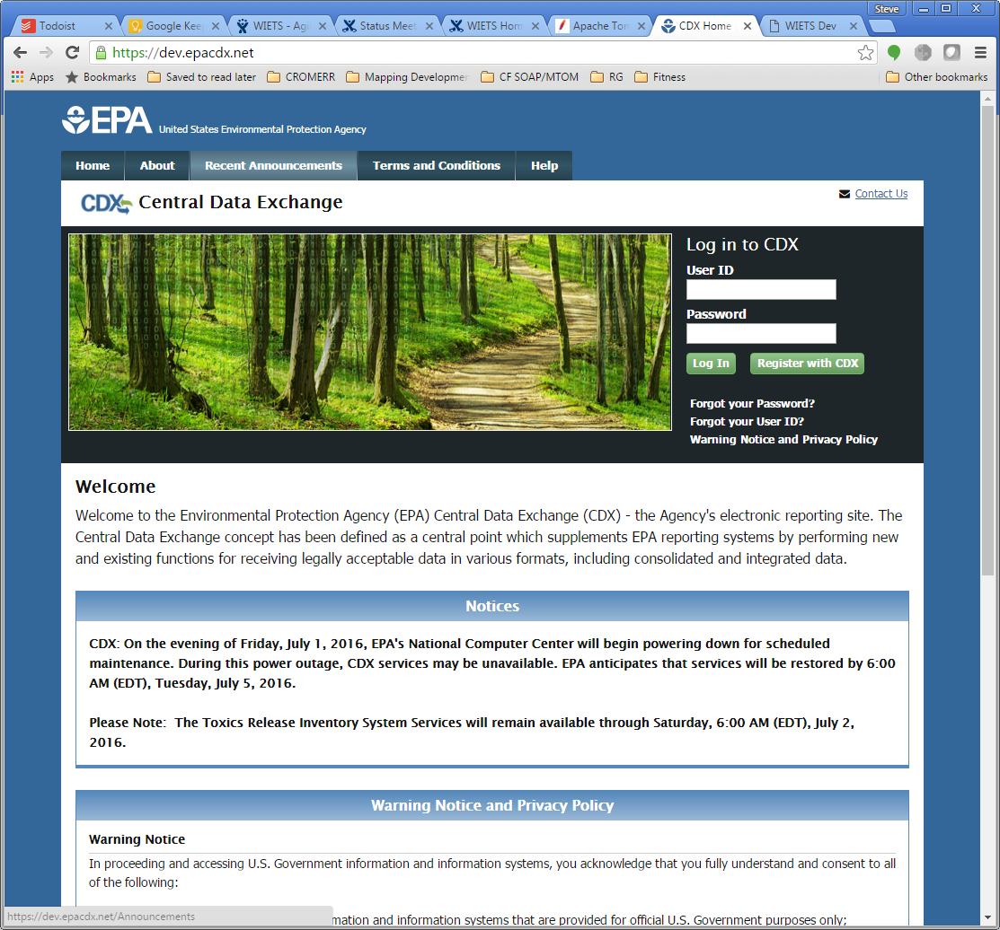 Steve
Todoist
Google Kee
WIETS - Agi
Status Meet
WIETS Hom
Apache Tom
CDX Home
WIETS Dev
https://dev.epacdx.net
Apps Bookmarks Saved to read later CROMERR Mapping Developmen CF SOAP/MTOM RG Fitness Other bookmarks
EPA United States Environmental Protection Agency
Home About Recent Announcements Terms and Conditions Help
CDX Central Data Exchange
Contact Us
Log in to CDX
User ID
Password
Log In Register with CDX
Forgot your Password?
Forgot your User ID?
Warning Notice and Privacy Policy
Welcome
Welcome to the Environmental Protection Agency (EPA) Central Data Exchange (CDX) - the Agency's electronic reporting site. The
Central Data Exchange concept has been defined as a central point which supplements EPA reporting systems by performing new
and existing functions for receiving legally acceptable data in various formats, including consolidated and integrated data.
Notices
CDX: On the evening of Friday, July 1, 2016, EPA's National Computer Center will begin powering down for scheduled
maintenance. During this power outage, CDX services may be unavailable. EPA anticipates that services will be restored by 6:00
AM (EDT), Tuesday, July 5, 2016.
Please Note:  The Toxics Release Inventory System Services will remain available through Saturday, 6:00 AM (EDT), July 2,
2016.
Warning Notice and Privacy Policy
Warning Notice
In proceeding and accessing U.S. Government information and information systems, you acknowledge that you fully understand and consent to all
of the following:
mation and information systems that are provided for official U.S. Government purposes only;
https://dev.epacdx.net/Announcements